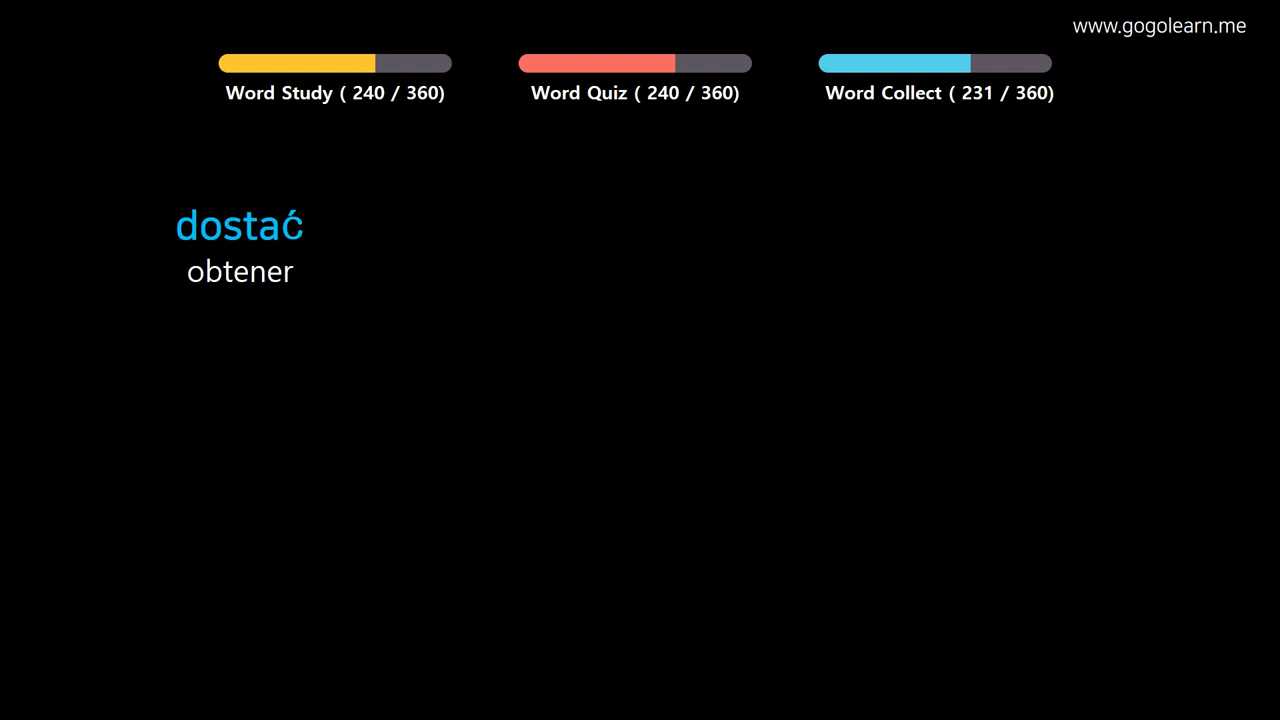 www.gogolearn.me
Word Study ( 240 / 360)
Word Quiz ( 240 / 360)
Word Collect ( 231 / 360)
dostać
obtener